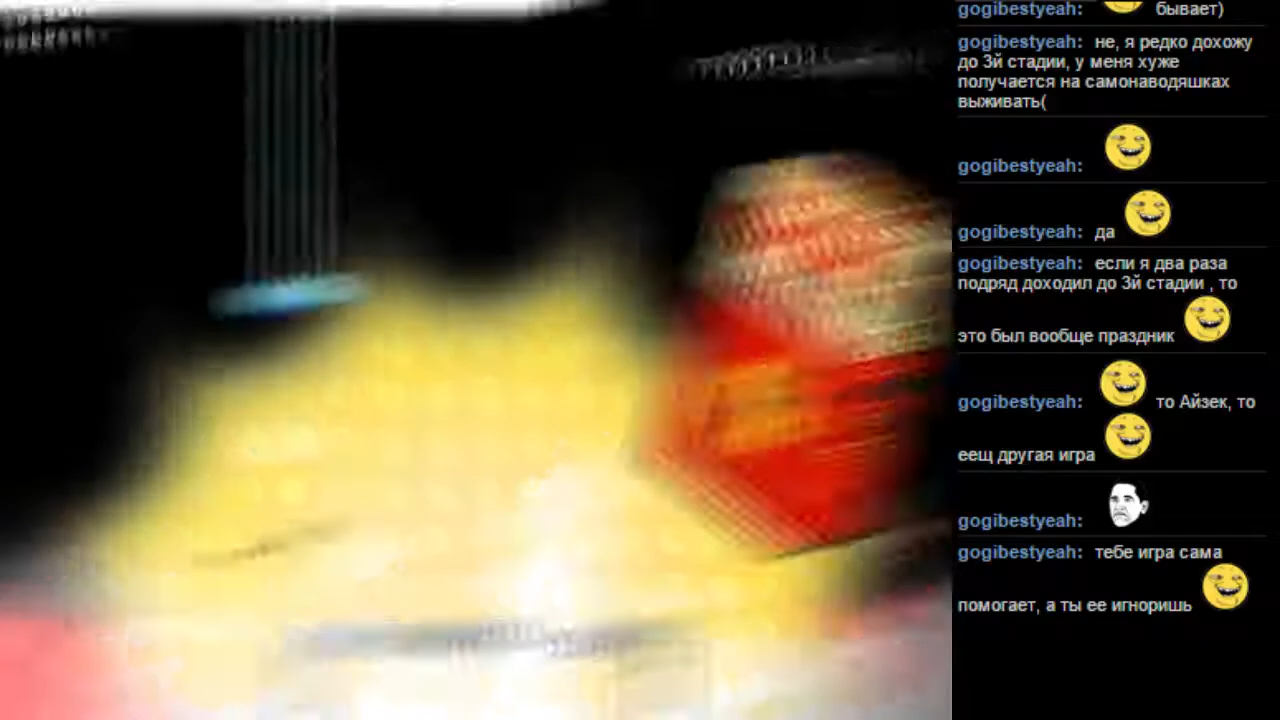 gogibestyeah: бывает)
gogibestyeah: не, я редко дохожу
до 3й стадии, у меня хуже
получается на самонаводяшках
выживать(
gogibestyeah:
gogibestyeah: да
gogibestyeah: если я два раза
подряд доходил до 3й стадии , то
это был вообще праздник
gogibestyeah: то Айзек, то
еещ другая игра
gogibestyeah:
gogibestyeah: тебе игра сама
помогает, а ты ее игноришь